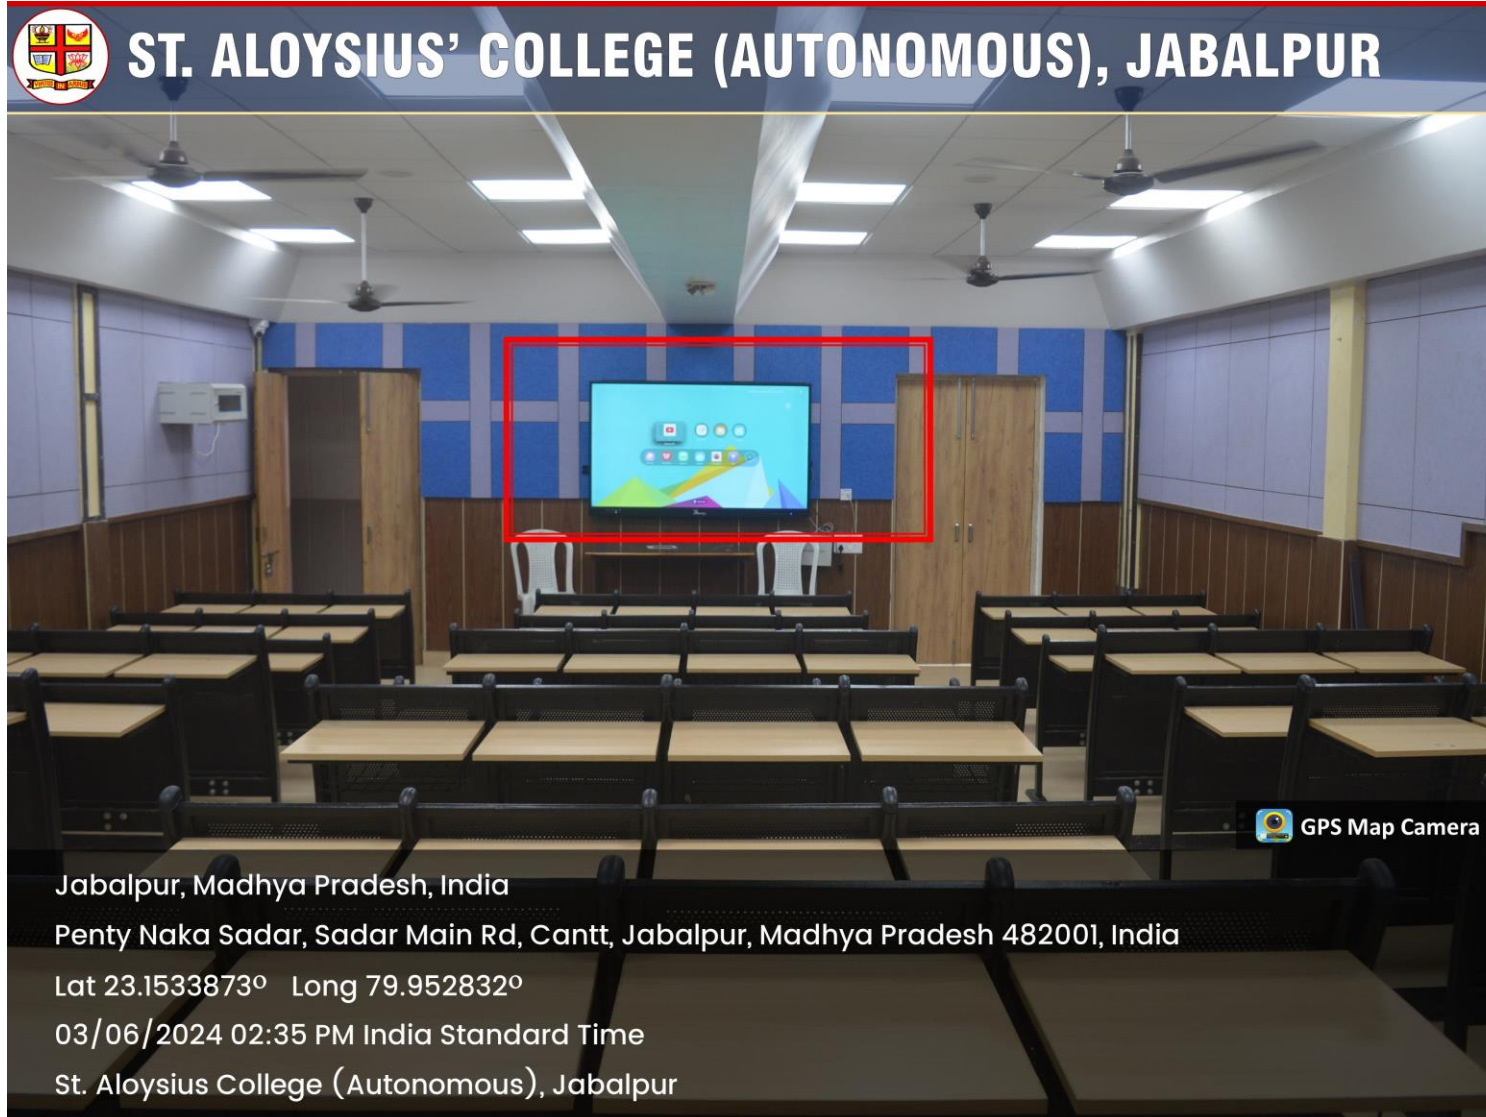 ST. ALOYSIUS’ COLLEGE (AUTONOMOUS), JABALPUR
GPS Map Camera
Jabalpur, Madhya Pradesh, India
Penty Naka Sadar, Sadar Main Rd, Cantt, Jabalpur, Madhya Pradesh 482001, India
Lat 23.1533873º Long 79.952832º
03/06/2024 02:35 PM India Standard Time
St. Aloysius College (Autonomous), Jabalpur